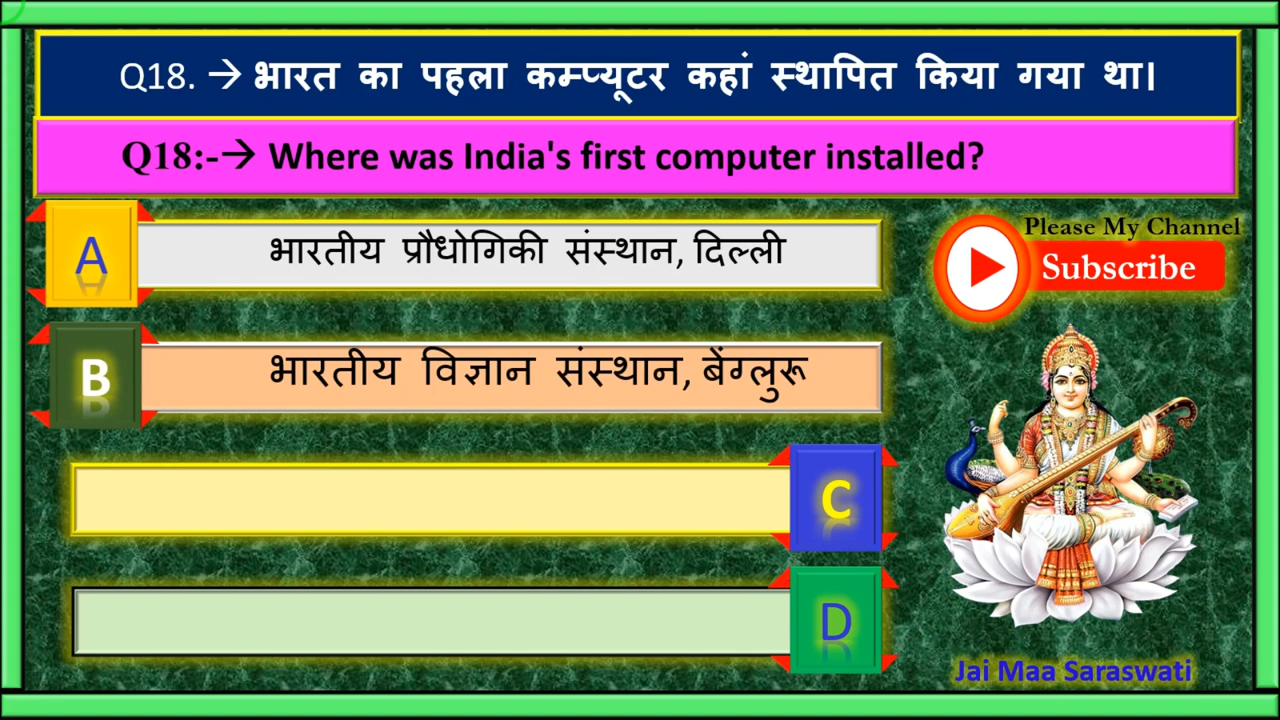 Q18. → भारत का पहला कम्प्यूटर कहां स्थापित किया गया था।
Q18:-→ Where was India's first computer installed?
A
भारतीय प्रौधोगिकी संस्थान, दिल्ली
B
भारतीय विज्ञान संस्थान, बेंग्लुरू
C
D
Please My Channel
Subscribe
Jai Maa Saraswati